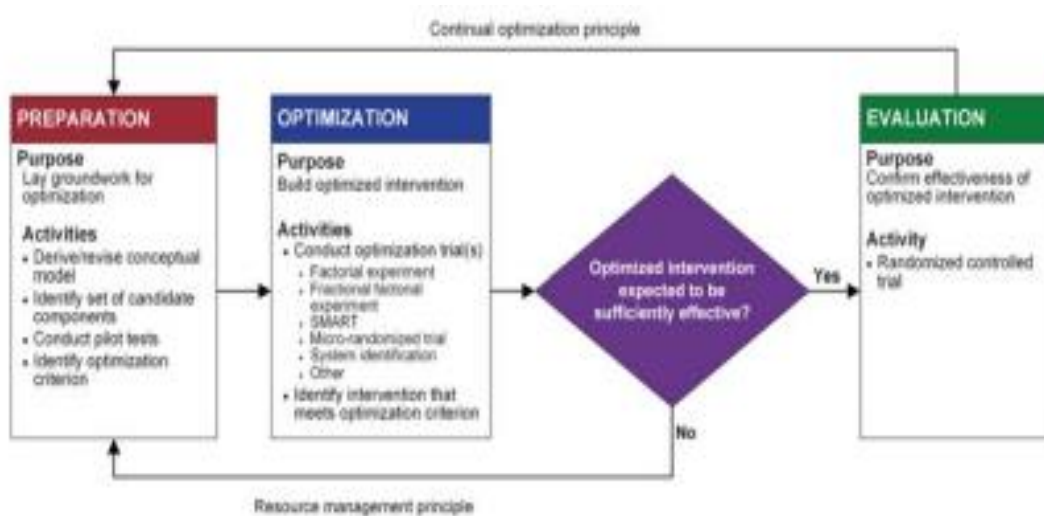 Continual optimization principle
PREPARATION
Purpose
Lay groundwork for
optimization
Activities
• Derive/revise conceptual
model
• Identify set of candidate
components
• Conduct pilot tests
• Identify optimization
criterion
OPTIMIZATION
Purpose
Build optimized intervention
Activities
• Conduct optimization trial(s)
• Factorial experiment
• Fractional factorial
experiment
• SMART
• Micro-randomized trial
• System identification
• Other
• Identify intervention that
meets optimization criterion
Optimized intervention
expected to be
sufficiently effective?
Yes
No
EVALUATION
Purpose
Confirm effectiveness of
optimized intervention
Activity
• Randomized controlled
trial
Resource management principle